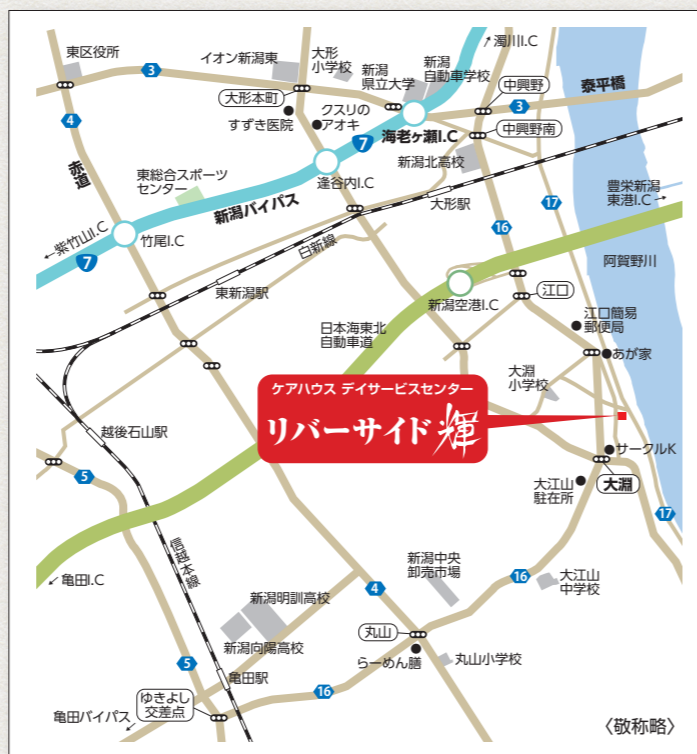 東区役所
イオン新潟東
大形
小学校
新潟
県立大学
新潟
自動車学校
濁川I.C
中興野
泰平橋
3
3
4
大形本町
すずき医院
クスリの
アオキ
海老ヶ瀬I.C
7
中興野南
新潟北高校
赤道
東総合スポーツ
センター
新潟バイパス
逢谷内I.C
大形駅
17
豊栄新潟
東港I.C
紫竹山I.C
7
竹尾I.C
白新線
16
阿賀野川
東新潟駅
新潟空港I.C
江口
日本海東北
自動車道
江口簡易
郵便局
あが家
大淵
小学校
ケアハウス デイサービスセンター
リバーサイド 輝
越後石山駅
サークルK
5
大江山
駐在所
大淵
17
信越本線
亀田I.C
新潟中央
卸売市場
16
大江山
中学校
新潟明訓高校
4
丸山
新潟向陽高校
らーめん膳
丸山小学校
5
亀田駅
16
ゆきよし
交差点
亀田バイパス
〈敬称略〉